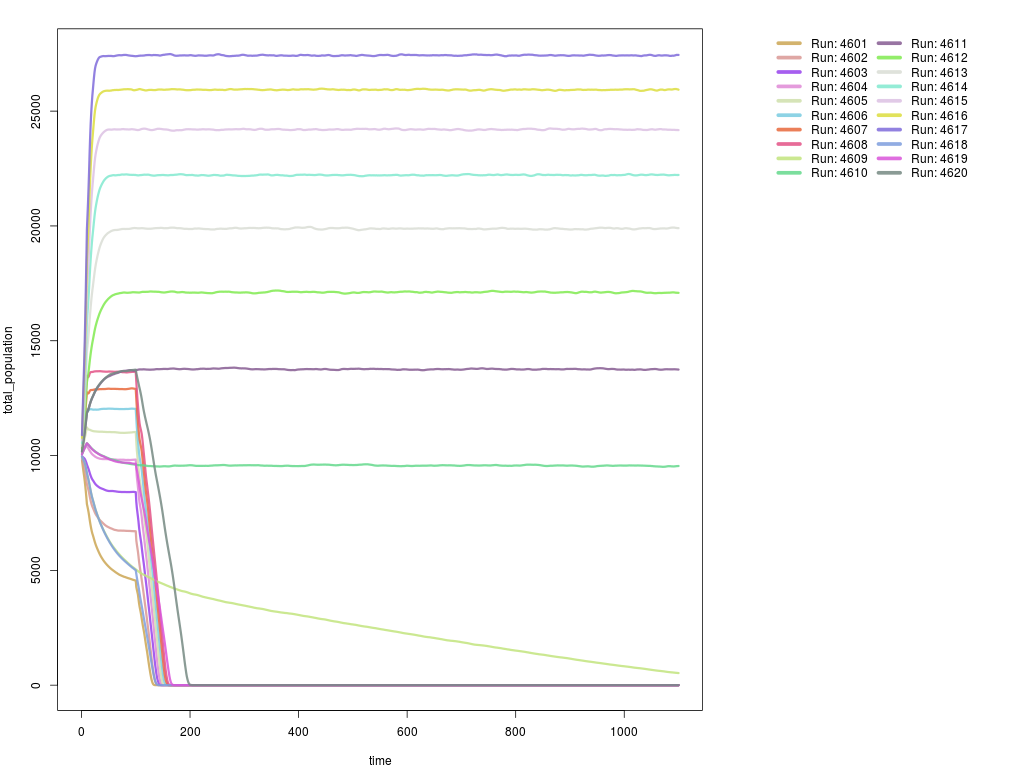 25000
20000
15000
10000
5000
0
total_population
0 200 400 600 800 1000
time
Run: 4601 Run: 4611
Run: 4602 Run: 4612
Run: 4603 Run: 4613
Run: 4604 Run: 4614
Run: 4605 Run: 4615
Run: 4606 Run: 4616
Run: 4607 Run: 4617
Run: 4608 Run: 4618
Run: 4609 Run: 4619
Run: 4610 Run: 4620